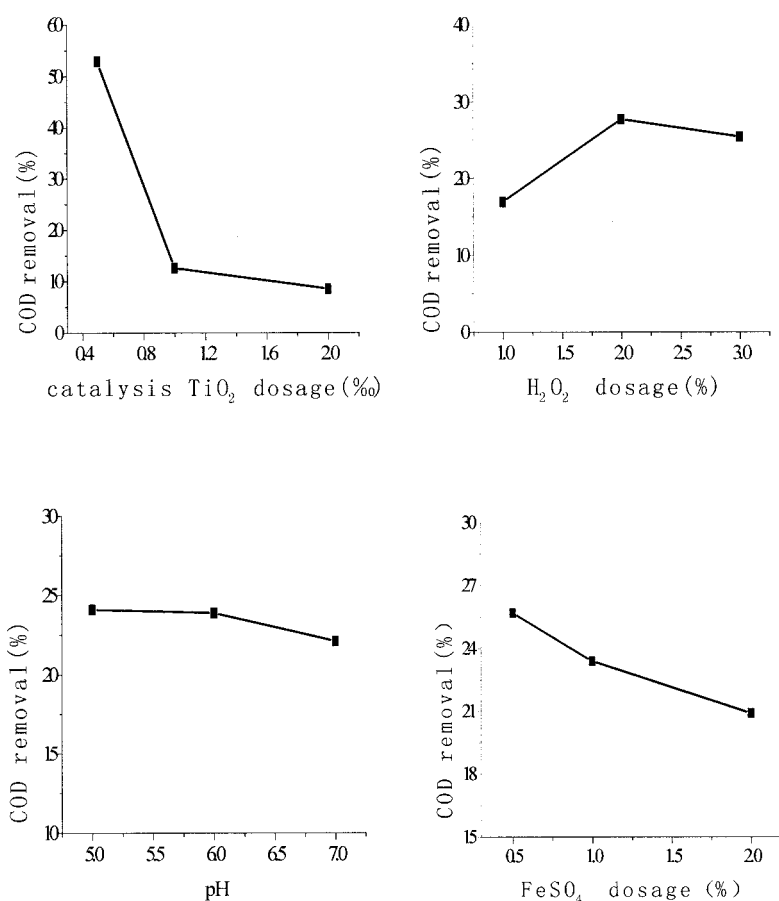 COD removal(%)
60
50
40
30
20
10
0
0.4 0.8 1.2 1.6 2.0
catalysis TiO₂ dosage(‰)
COD removal(%)
40
30
20
10
0
1.0 1.5 2.0 2.5 3.0
H₂O₂ dosage(%)
COD removal(%)
30
25
20
15
10
5.0 5.5 6.0 6.5 7.0
pH
COD removal(%)
30
27
24
21
18
15
0.5 1.0 1.5 2.0
FeSO₄ dosage(%)